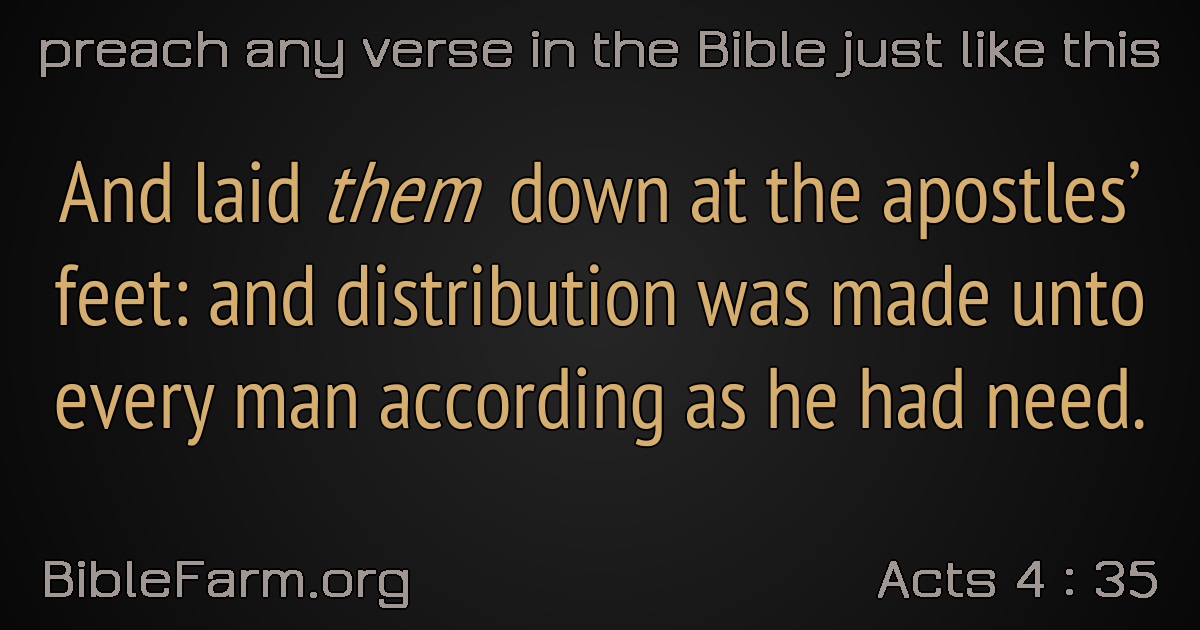 preach any verse in the Bible just like this
And laid them down at the apostles’
feet: and distribution was made unto
every man according as he had need.
BibleFarm.org
Acts 4 : 35